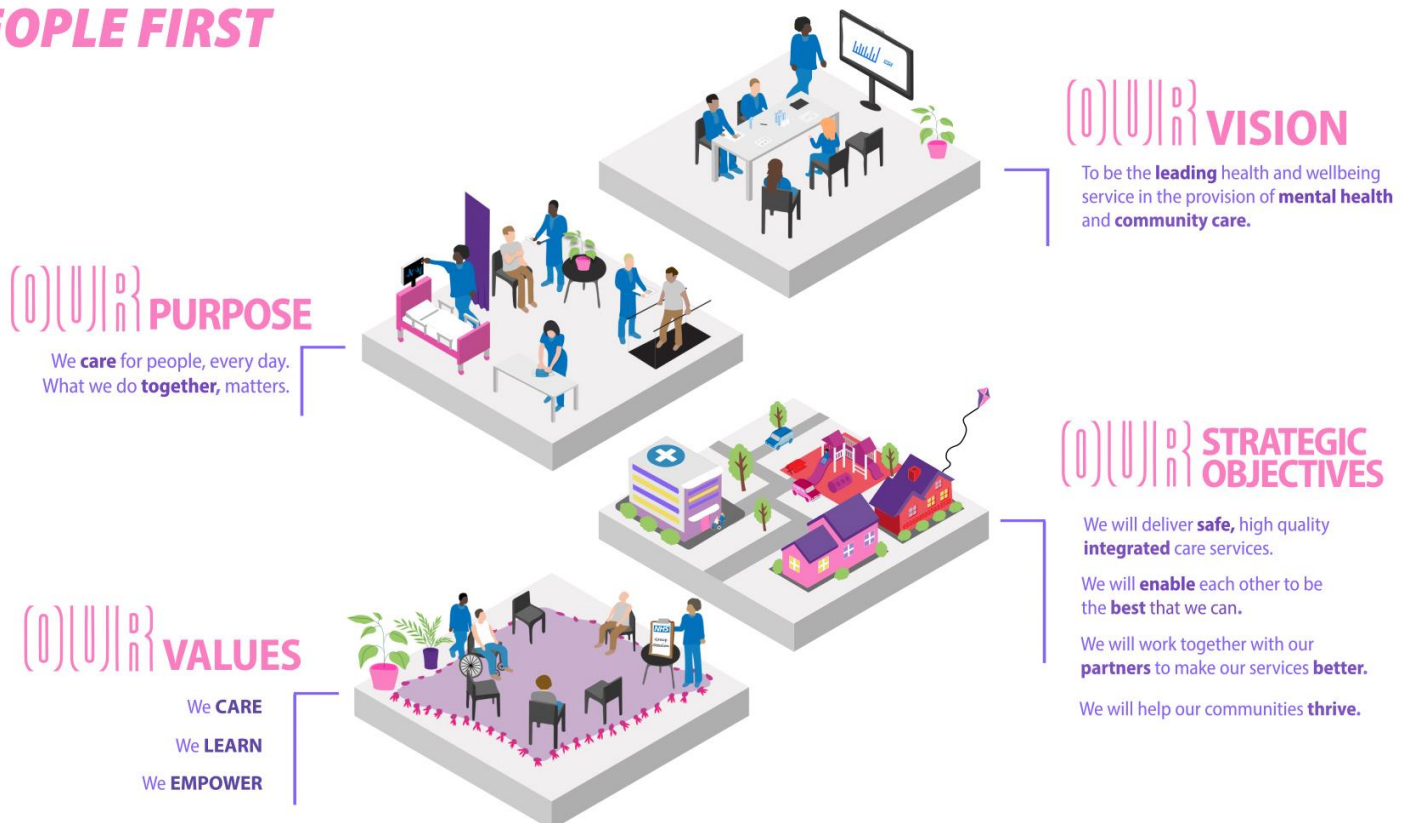 EOPLE FIRST
OUR VISION
To be the leading health and wellbeing
service in the provision of mental health
and community care.
OUR PURPOSE
We care for people, every day.
What we do together, matters.
OUR STRATEGIC
OBJECTIVES
We will deliver safe, high quality
integrated care services.
We will enable each other to be
the best that we can.
We will work together with our
partners to make our services better.
We will help our communities thrive.
OUR VALUES
We CARE
We LEARN
We EMPOWER
NHS